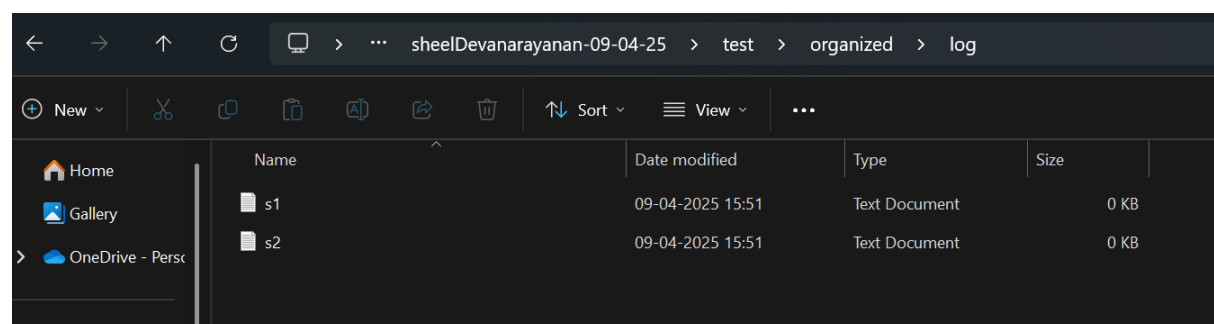 sheelDevanarayanan-09-04-25 > test > organized > log
New Sort View
Name Date modified Type Size
Home
s1 09-04-2025 15:51 Text Document 0 KB
Gallery
s2 09-04-2025 15:51 Text Document 0 KB
OneDrive - Persc